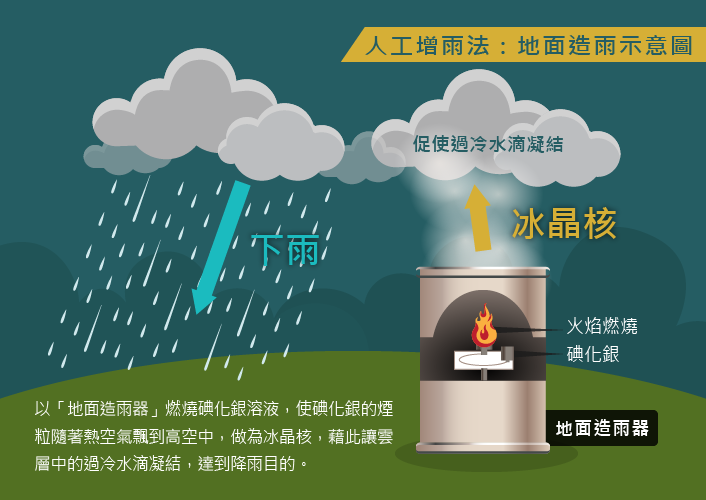 人工增雨法：地面造雨示意圖
促使過冷水滴凝結
冰晶核
下雨
火焰燃燒
碘化銀
以「地面造雨器」燃燒碘化銀溶液，使碘化銀的煙
粒隨著熱空氣飄到高空中，做為冰晶核，藉此讓雲
層中的過冷水滴凝結，達到降雨目的。
地面造雨器